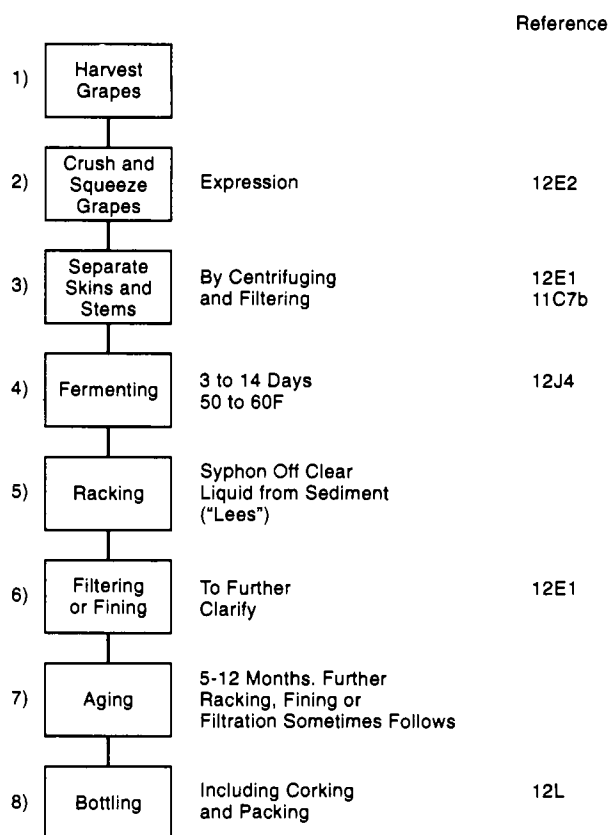 Reference
1)
Harvest
Grapes
2)
Crush and
Squeeze
Grapes
Expression
12E2
3)
Separate
Skins and
Stems
By Centrifuging
and Filtering
12E1
11C7b
4)
Fermenting
3 to 14 Days
50 to 60F
12J4
5)
Racking
Syphon Off Clear
Liquid from Sediment
("Lees")
6)
Filtering
or Fining
To Further
Clarify
12E1
7)
Aging
5-12 Months. Further
Racking, Fining or
Filtration Sometimes Follows
8)
Bottling
Including Corking
and Packing
12L